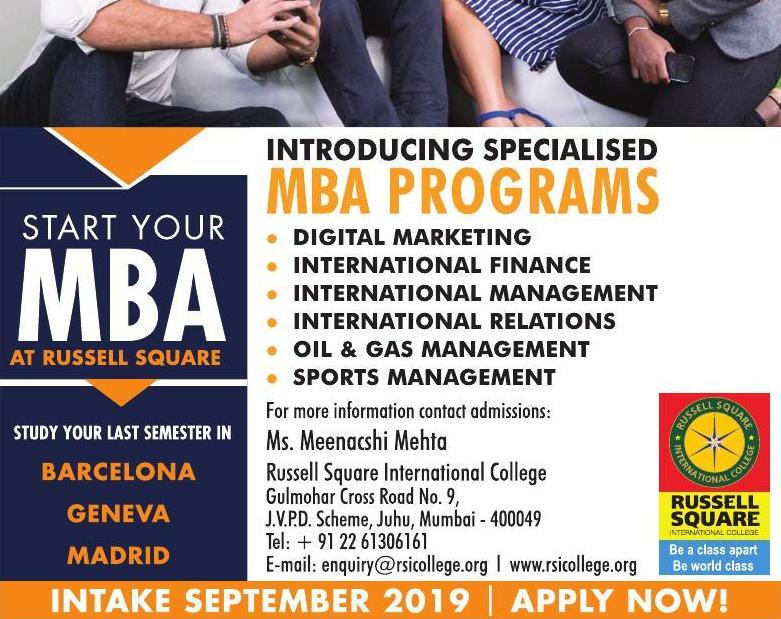 START YOUR
MBA
AT RUSSELL SQUARE
STUDY YOUR LAST SEMESTER IN
BARCELONA
GENEVA
MADRID
INTRODUCING SPECIALISED
MBA PROGRAMS
• DIGITAL MARKETING
• INTERNATIONAL FINANCE
• INTERNATIONAL MANAGEMENT
• INTERNATIONAL RELATIONS
• OIL & GAS MANAGEMENT
• SPORTS MANAGEMENT
For more information contact admissions:
Ms. Meenacshi Mehta
Russell Square International College
Gulmohar Cross Road No. 9,
J.V.P.D. Scheme, Juhu, Mumbai - 400049
Tel: + 91 22 61306161
E-mail: enquiry@rsicollege.org | www.rsicollege.org
RUSSELL SQUARE
INTERNATIONAL COLLEGE
RUSSELL
SQUARE
INTERNATIONAL COLLEGE
Be a class apart
Be world class
INTAKE SEPTEMBER 2019 | APPLY NOW!